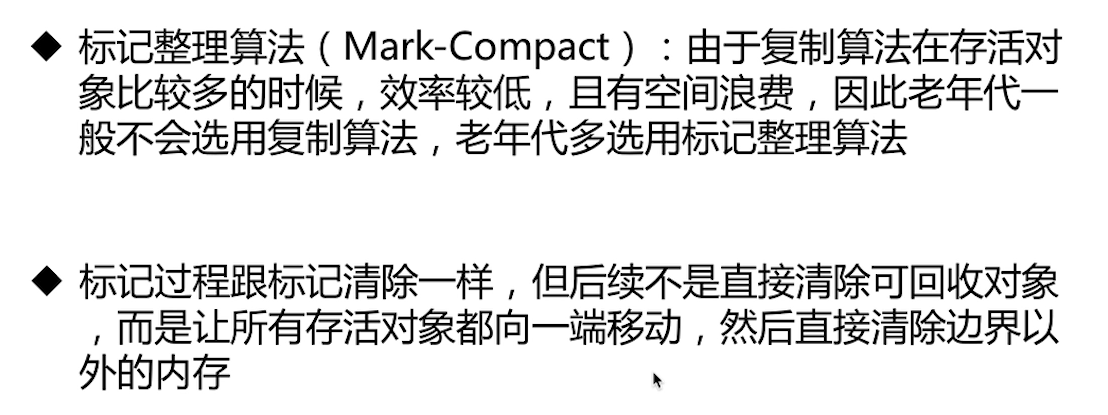 ◆ 标记整理算法（Mark-Compact）：由于复制算法在存活对
象比较多的时候，效率较低，且有空间浪费，因此老年代一
般不会选用复制算法，老年代多选用标记整理算法
◆ 标记过程跟标记清除一样，但后续不是直接清除可回收对象
，而是让所有存活对象都向一端移动，然后直接清除边界以
外的内存